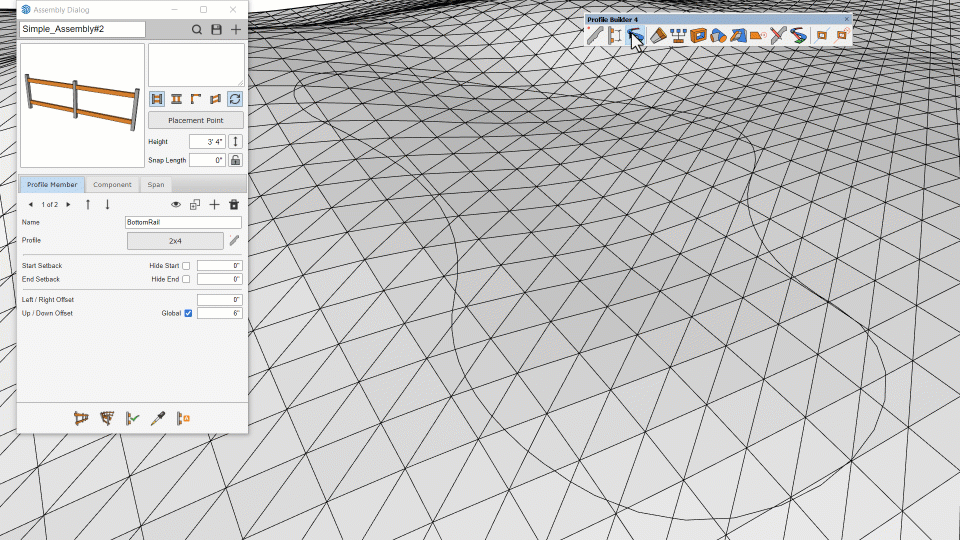 Assembly Dialog
Simple_Assembly#2
Placement Point
Height 3' 4"
Snap Length 0"
Profile Member Component Span
1 of 2
Name BottomRail
Profile 2x4
Start Setback Hide Start 0"
End Setback Hide End 0"
Left / Right Offset 0"
Up / Down Offset Global 6"
Profile Builder 4